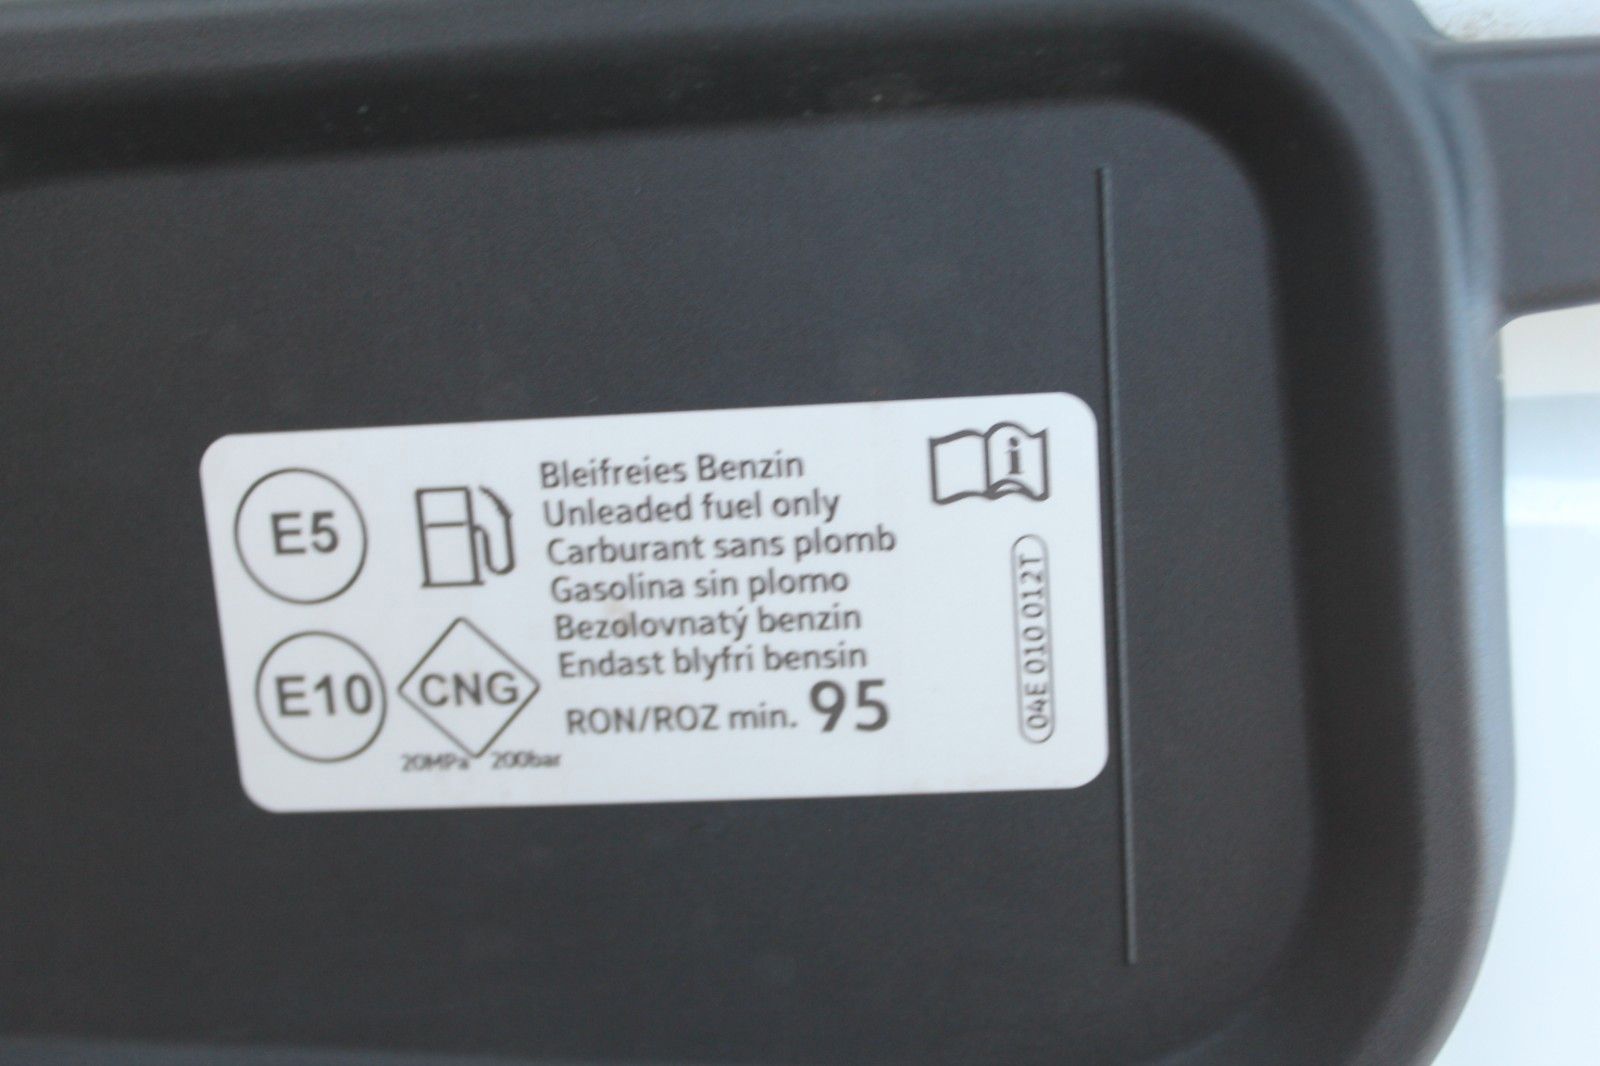 E5
E10
CNG
20MPa 200bar
Bleifreies Benzin
Unleaded fuel only
Carburant sans plomb
Gasolina sin plomo
Bezolovnatý benzin
Endast blyfri bensin
RON/ROZ min. 95
i
04E 010 012T